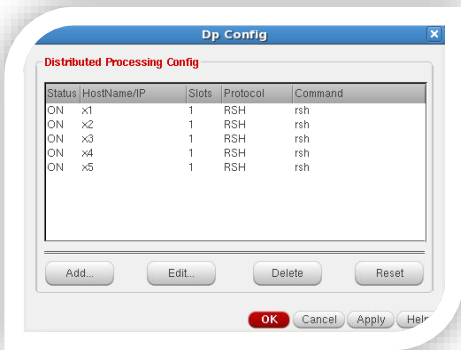 Dp Config
Distributed Processing Config
Status HostName/IP Slots Protocol Command
ON x1 1 RSH rsh
ON x2 1 RSH rsh
ON x3 1 RSH rsh
ON x4 1 RSH rsh
ON x5 1 RSH rsh
Add... Edit... Delete Reset
OK Cancel Apply Help